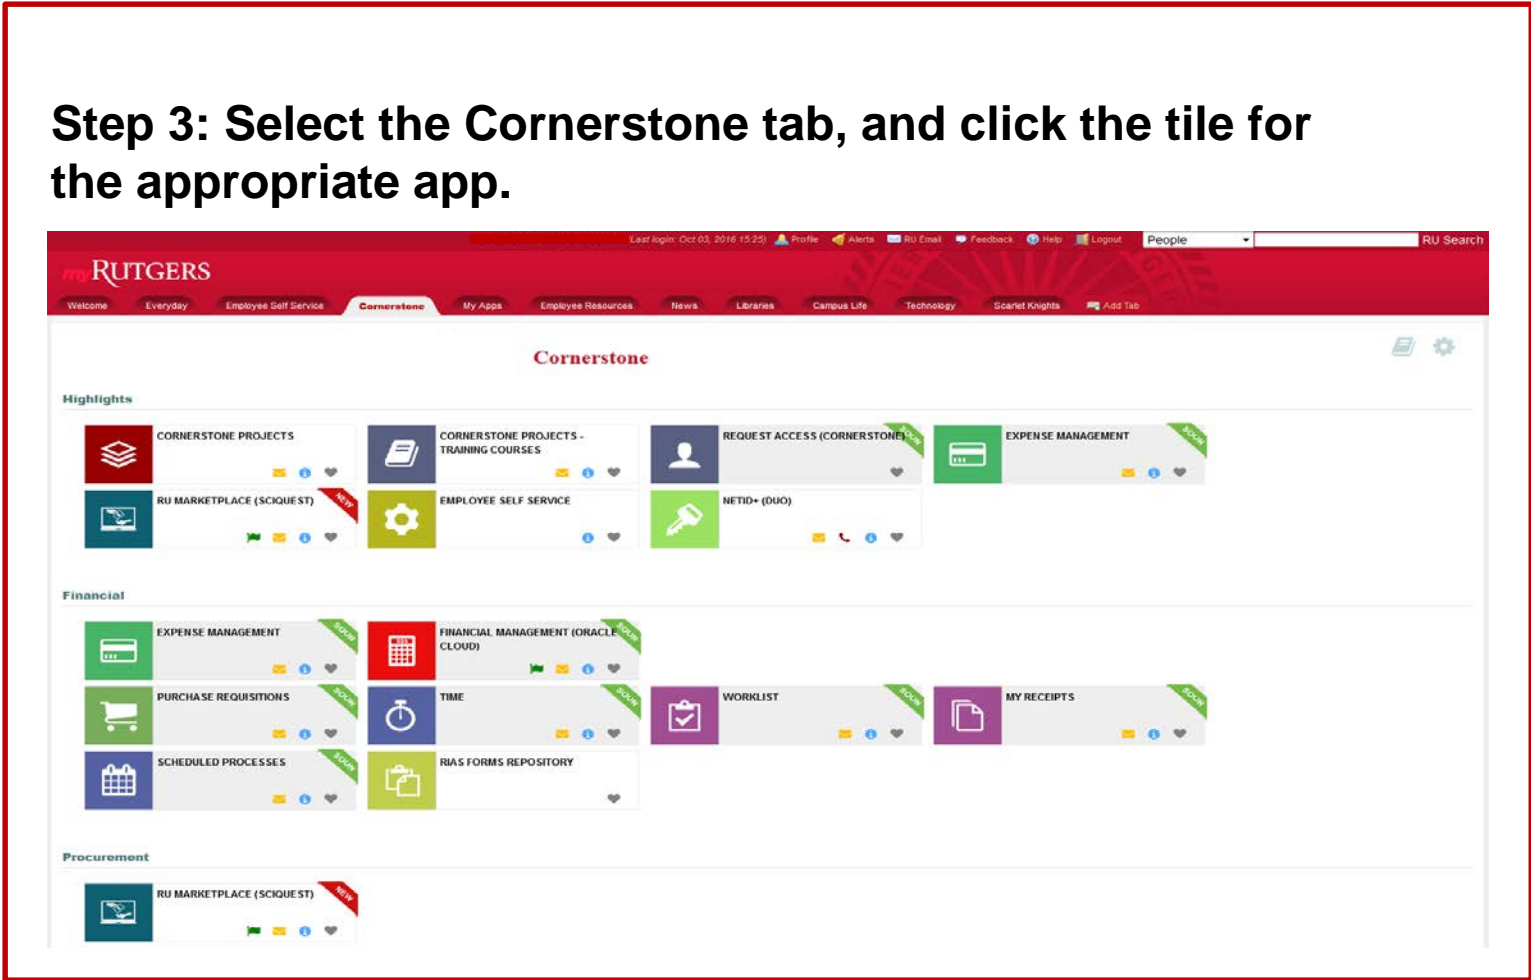 Step 3: Select the Cornerstone tab, and click the tile for
the appropriate app.
(Last login: Oct 03, 2016 15:25) Profile Alerts RU Email Feedback Help Logout People RU Search
my RUTGERS
Welcome Everyday Employee Self Service Cornerstone My Apps Employee Resources News Libraries Campus Life Technology Scarlet Knights Add Tab
Cornerstone
Highlights
CORNERSTONE PROJECTS
CORNERSTONE PROJECTS -
TRAINING COURSES
REQUEST ACCESS (CORNERSTONE)
SOON
EXPENSE MANAGEMENT
SOON
RU MARKETPLACE (SCIQUEST)
NEW
EMPLOYEE SELF SERVICE
NETID+ (DUO)
Financial
EXPENSE MANAGEMENT
SOON
FINANCIAL MANAGEMENT (ORACLE
CLOUD)
SOON
PURCHASE REQUISITIONS
SOON
TIME
SOON
WORKLIST
SOON
MY RECEIPTS
SOON
SCHEDULED PROCESSES
SOON
RIAS FORMS REPOSITORY
Procurement
RU MARKETPLACE (SCIQUEST)
NEW